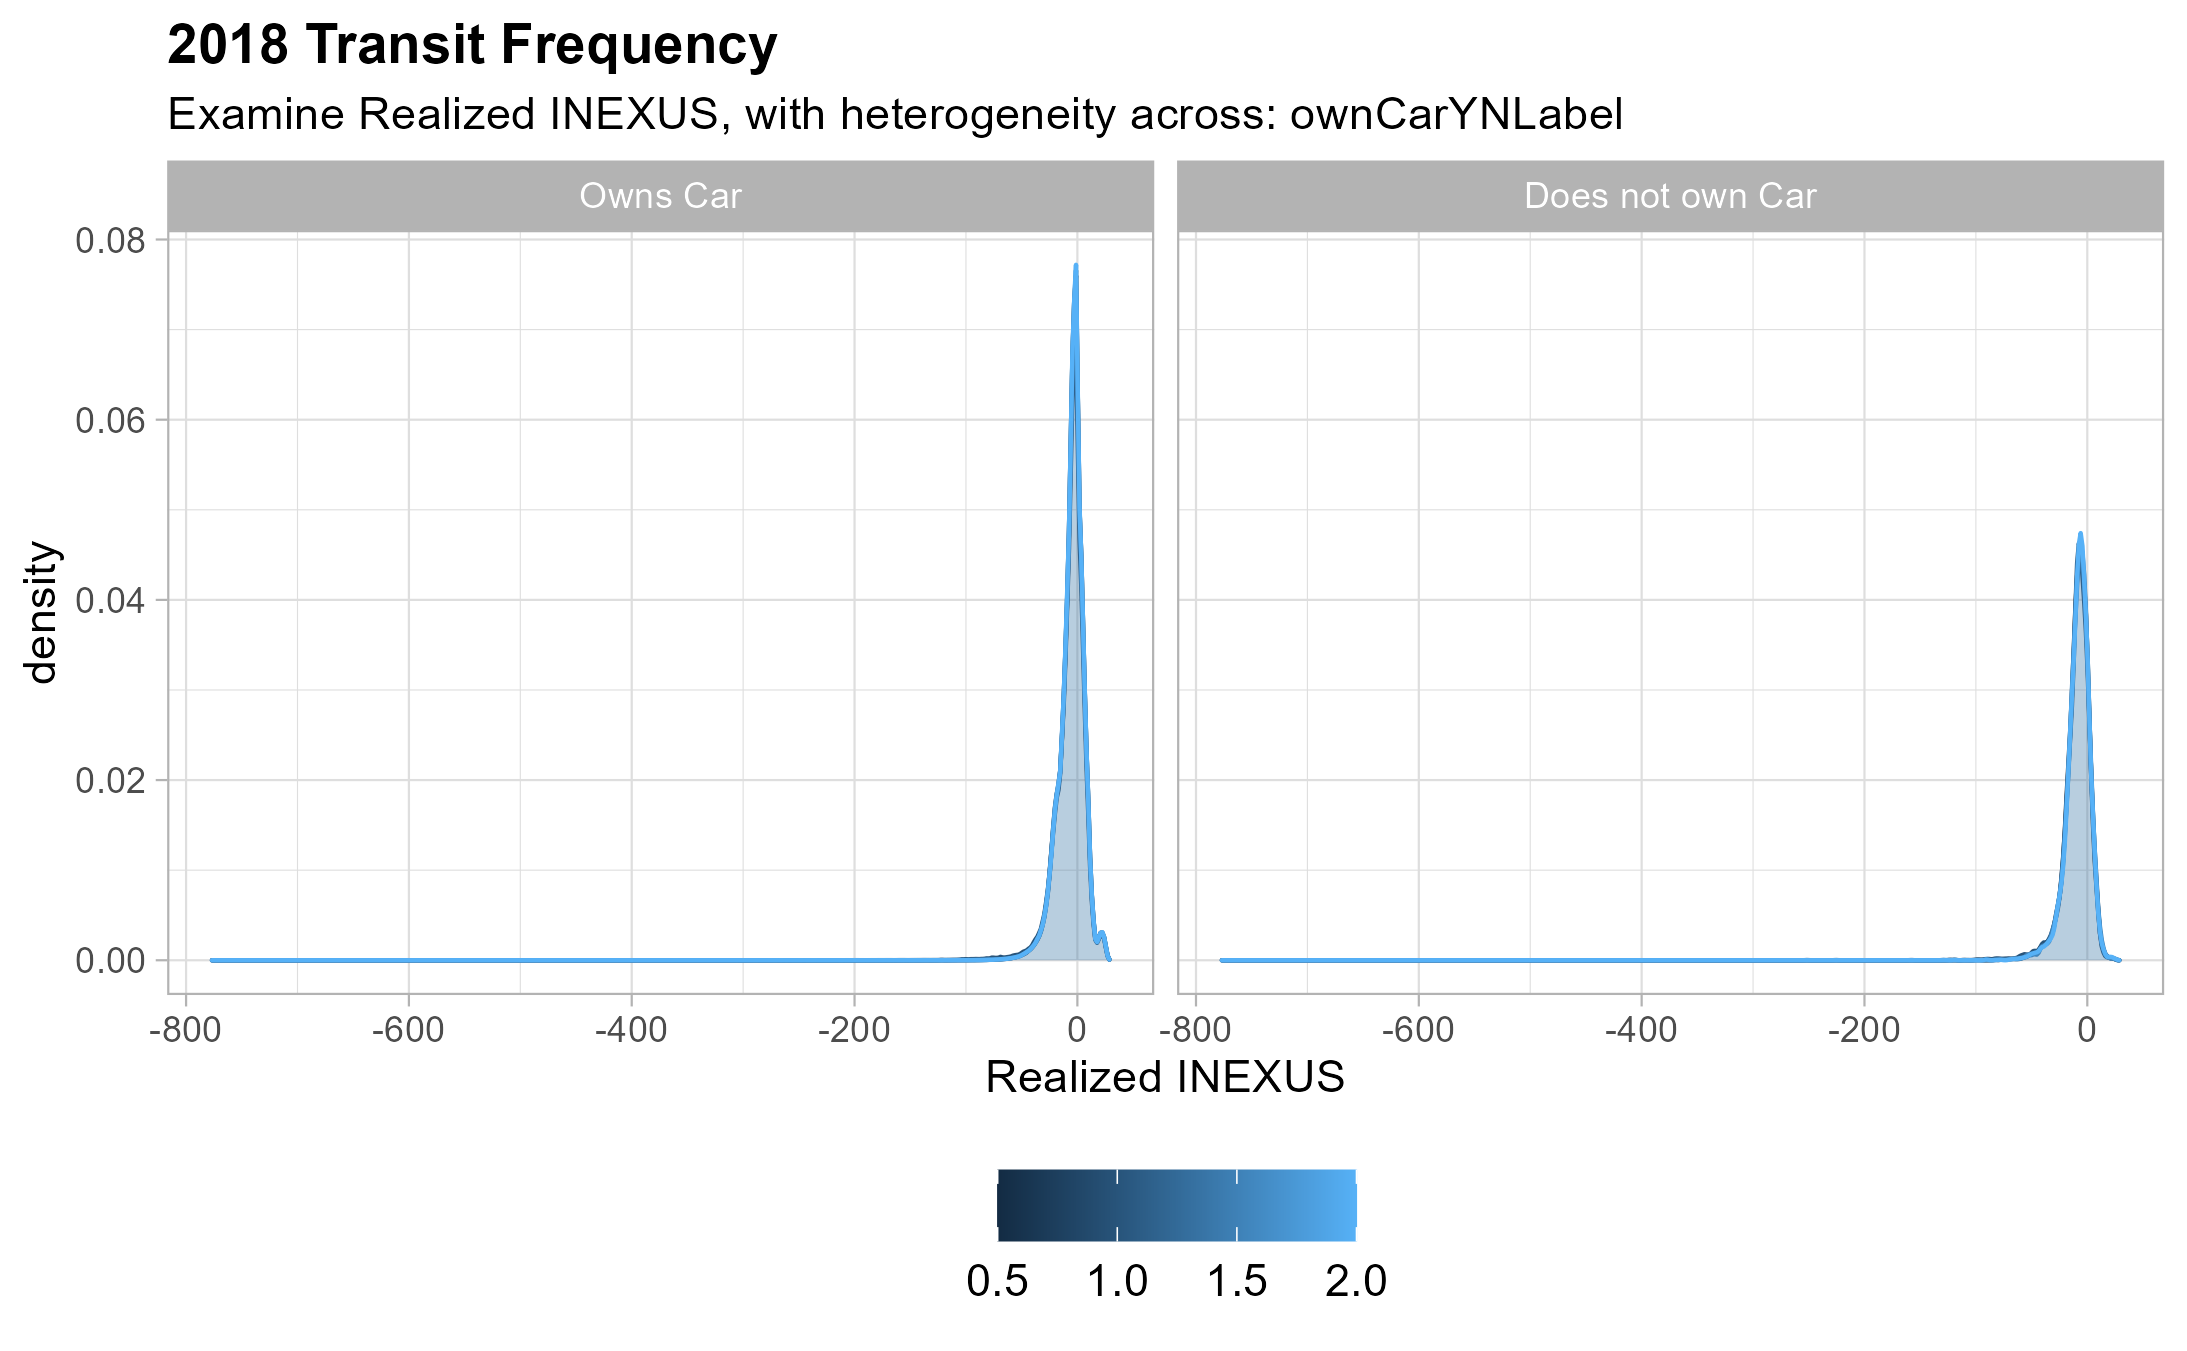 2018 Transit Frequency
Examine Realized INEXUS, with heterogeneity across: ownCarYNLabel
Owns Car
Does not own Car
density
0.08
0.06
0.04
0.02
0.00
-800 -600 -400 -200 0
-800 -600 -400 -200 0
Realized INEXUS
0.5 1.0 1.5 2.0